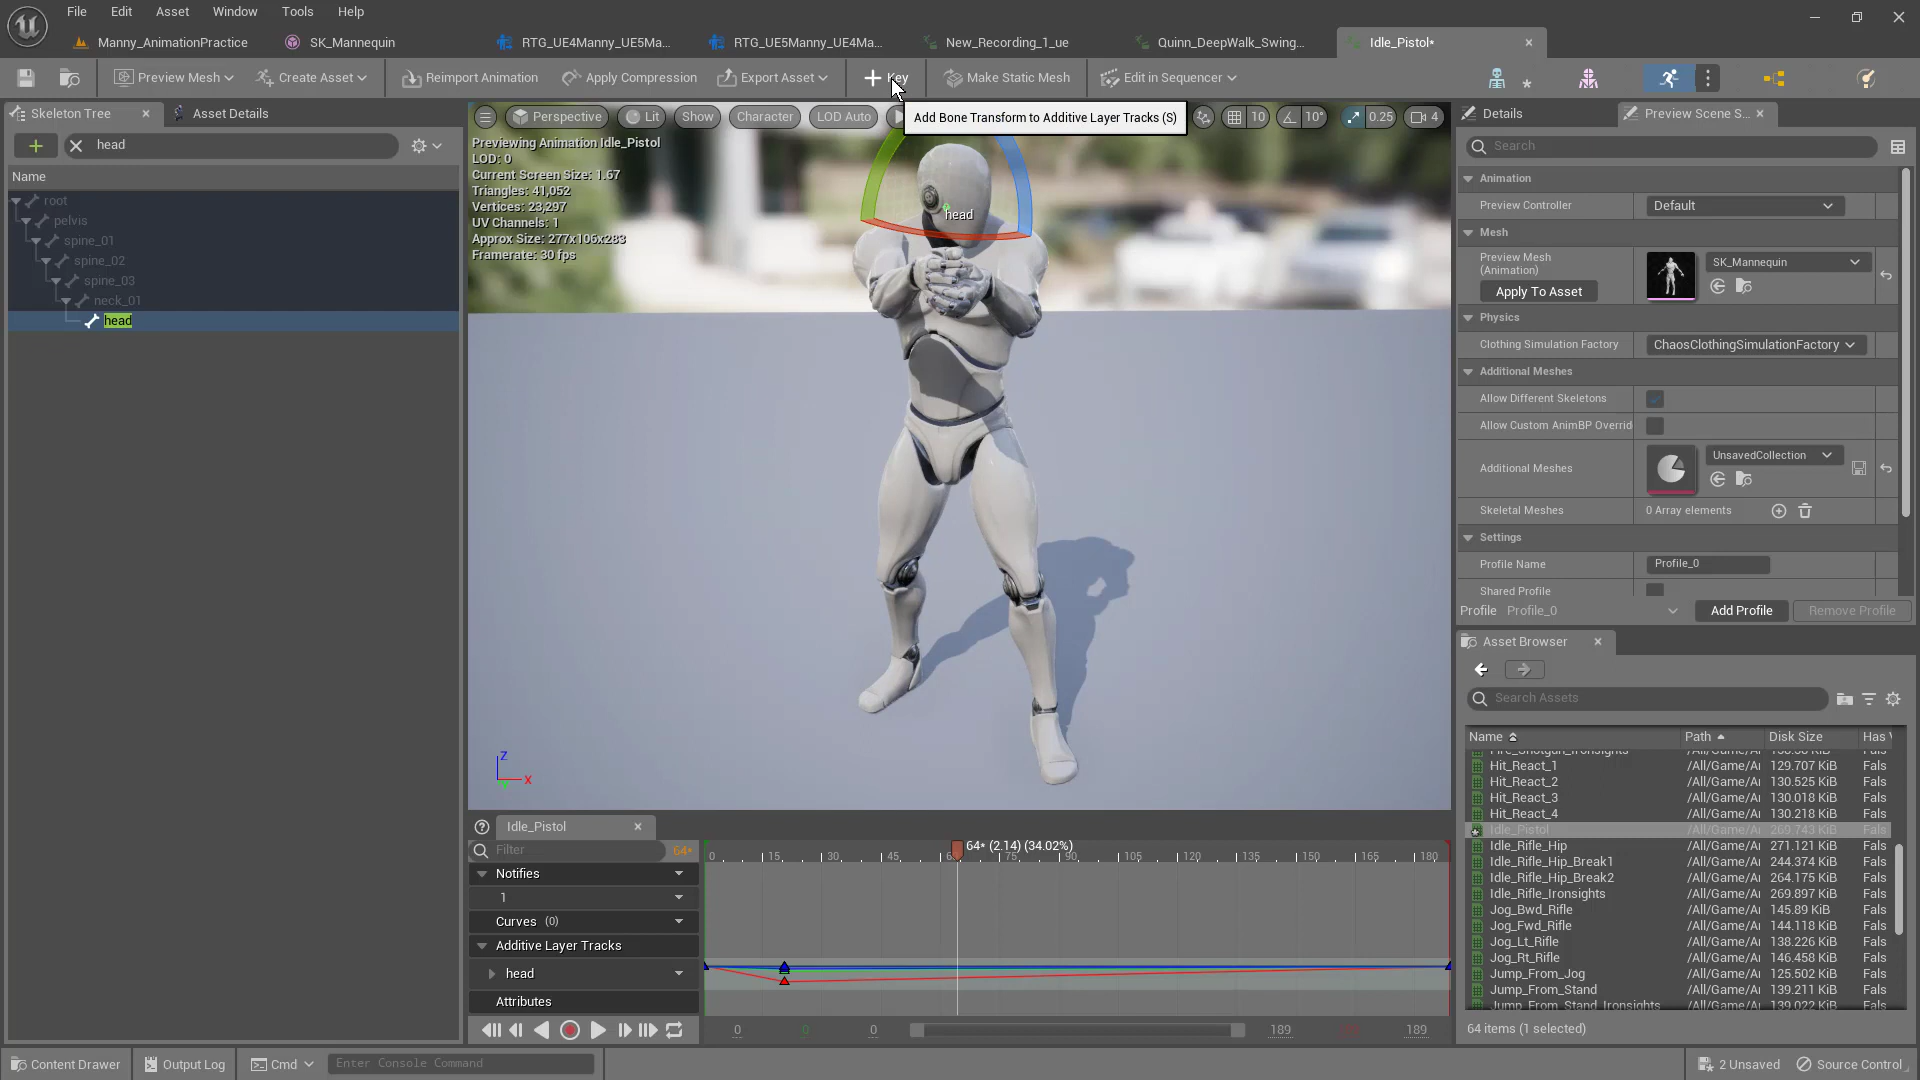 File Edit Asset Window Tools Help
Manny_AnimationPractice SK_Mannequin RTG_UE4Manny_UE5Ma... RTG_UE5Manny_UE4Ma... New_Recording_1_ue Quinn_DeepWalk_Swing... Idle_Pistol*
Preview Mesh Create Asset Reimport Animation Apply Compression Export Asset Key Make Static Mesh Edit in Sequencer
Skeleton Tree Asset Details
head
Name
root
pelvis
spine_01
spine_02
spine_03
neck_01
head
Perspective Lit Show Character LOD Auto 10 10° 0.25 4
Add Bone Transform to Additive Layer Tracks (S)
Previewing Animation Idle_Pistol
LOD: 0
Current Screen Size: 1.67
Triangles: 41,052
Vertices: 23,297
UV Channels: 1
Approx Size: 277x106x283
Framerate: 30 fps
head
Z
X
Idle_Pistol
Filter 64*
64* (2.14) (34.02%)
0 15 30 45 75 90 105 120 135 150 165 180
Notifies
1
Curves (0)
Additive Layer Tracks
head
Attributes
0 0 0 189 189
Details Preview Scene S...
Search
Animation
Preview Controller Default
Mesh
Preview Mesh
(Animation)
SK_Mannequin
Apply To Asset
Physics
Clothing Simulation Factory ChaosClothingSimulationFactory
Additional Meshes
Allow Different Skeletons
Allow Custom AnimBP Overrid
Additional Meshes UnsavedCollection
Skeletal Meshes 0 Array elements
Settings
Profile Name Profile_0
Shared Profile
Profile Profile_0 Add Profile Remove Profile
Asset Browser
Search Assets
Name Path Disk Size Has
Hit_React_1 /All/Game/A 129.707 KiB Fals
Hit_React_2 /All/Game/A 130.525 KiB Fals
Hit_React_3 /All/Game/A 130.018 KiB Fals
Hit_React_4 /All/Game/A 130.218 KiB Fals
Idle_Pistol /All/Game/A 269.743 KiB Fals
Idle_Rifle_Hip /All/Game/A 271.121 KiB Fals
Idle_Rifle_Hip_Break1 /All/Game/A 244.374 KiB Fals
Idle_Rifle_Hip_Break2 /All/Game/A 264.175 KiB Fals
Idle_Rifle_Ironsights /All/Game/A 269.897 KiB Fals
Jog_Bwd_Rifle /All/Game/A 145.89 KiB Fals
Jog_Fwd_Rifle /All/Game/A 144.118 KiB Fals
Jog_Lt_Rifle /All/Game/A 138.226 KiB Fals
Jog_Rt_Rifle /All/Game/A 146.458 KiB Fals
Jump_From_Jog /All/Game/A 125.502 KiB Fals
Jump_From_Stand /All/Game/A 139.211 KiB Fals
Jump_From_Stand_Ironsights /All/Game/A 139.022 KiB Fals
64 items (1 selected)
Content Drawer Output Log Cmd Enter Console Command 2 Unsaved Source Control